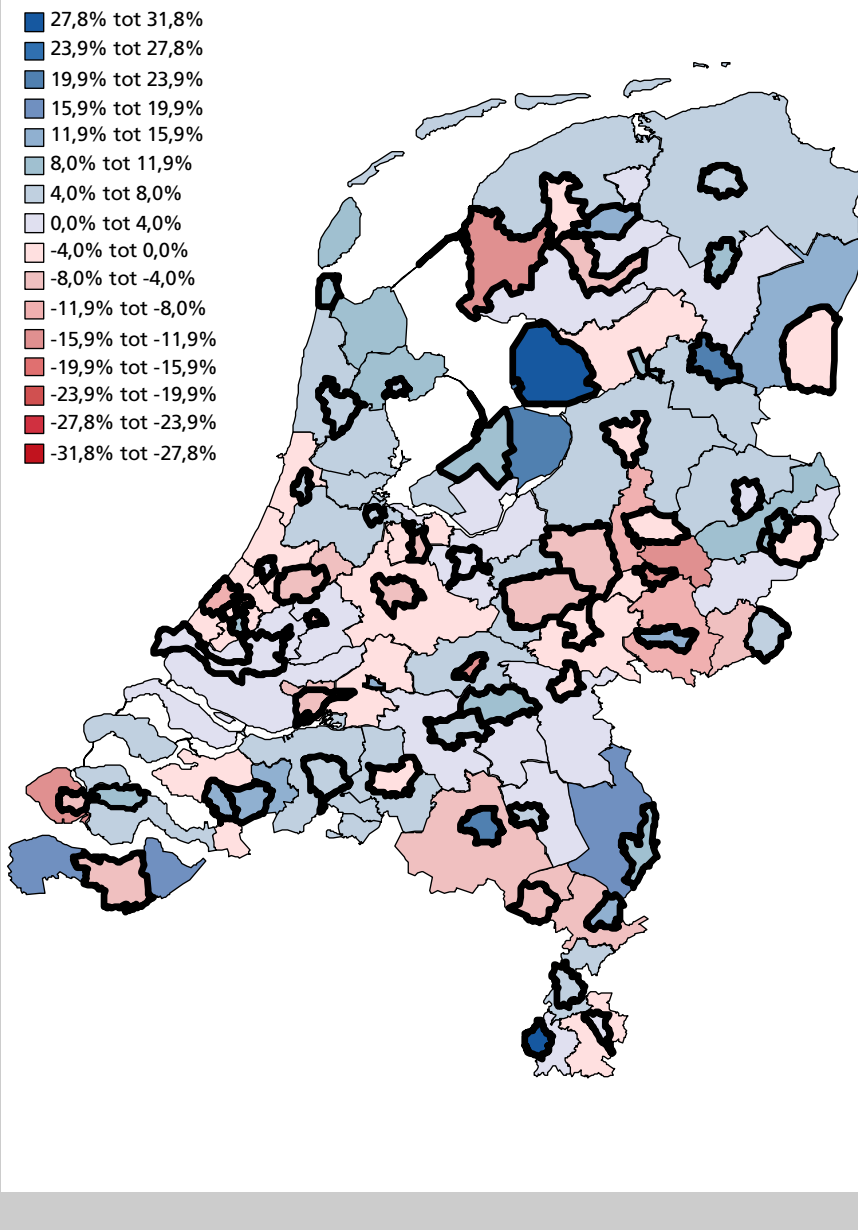 27,8% tot 31,8%
23,9% tot 27,8%
19,9% tot 23,9%
15,9% tot 19,9%
11,9% tot 15,9%
8,0% tot 11,9%
4,0% tot 8,0%
0,0% tot 4,0%
-4,0% tot 0,0%
-8,0% tot -4,0%
-11,9% tot -8,0%
-15,9% tot -11,9%
-19,9% tot -15,9%
-23,9% tot -19,9%
-27,8% tot -23,9%
-31,8% tot -27,8%